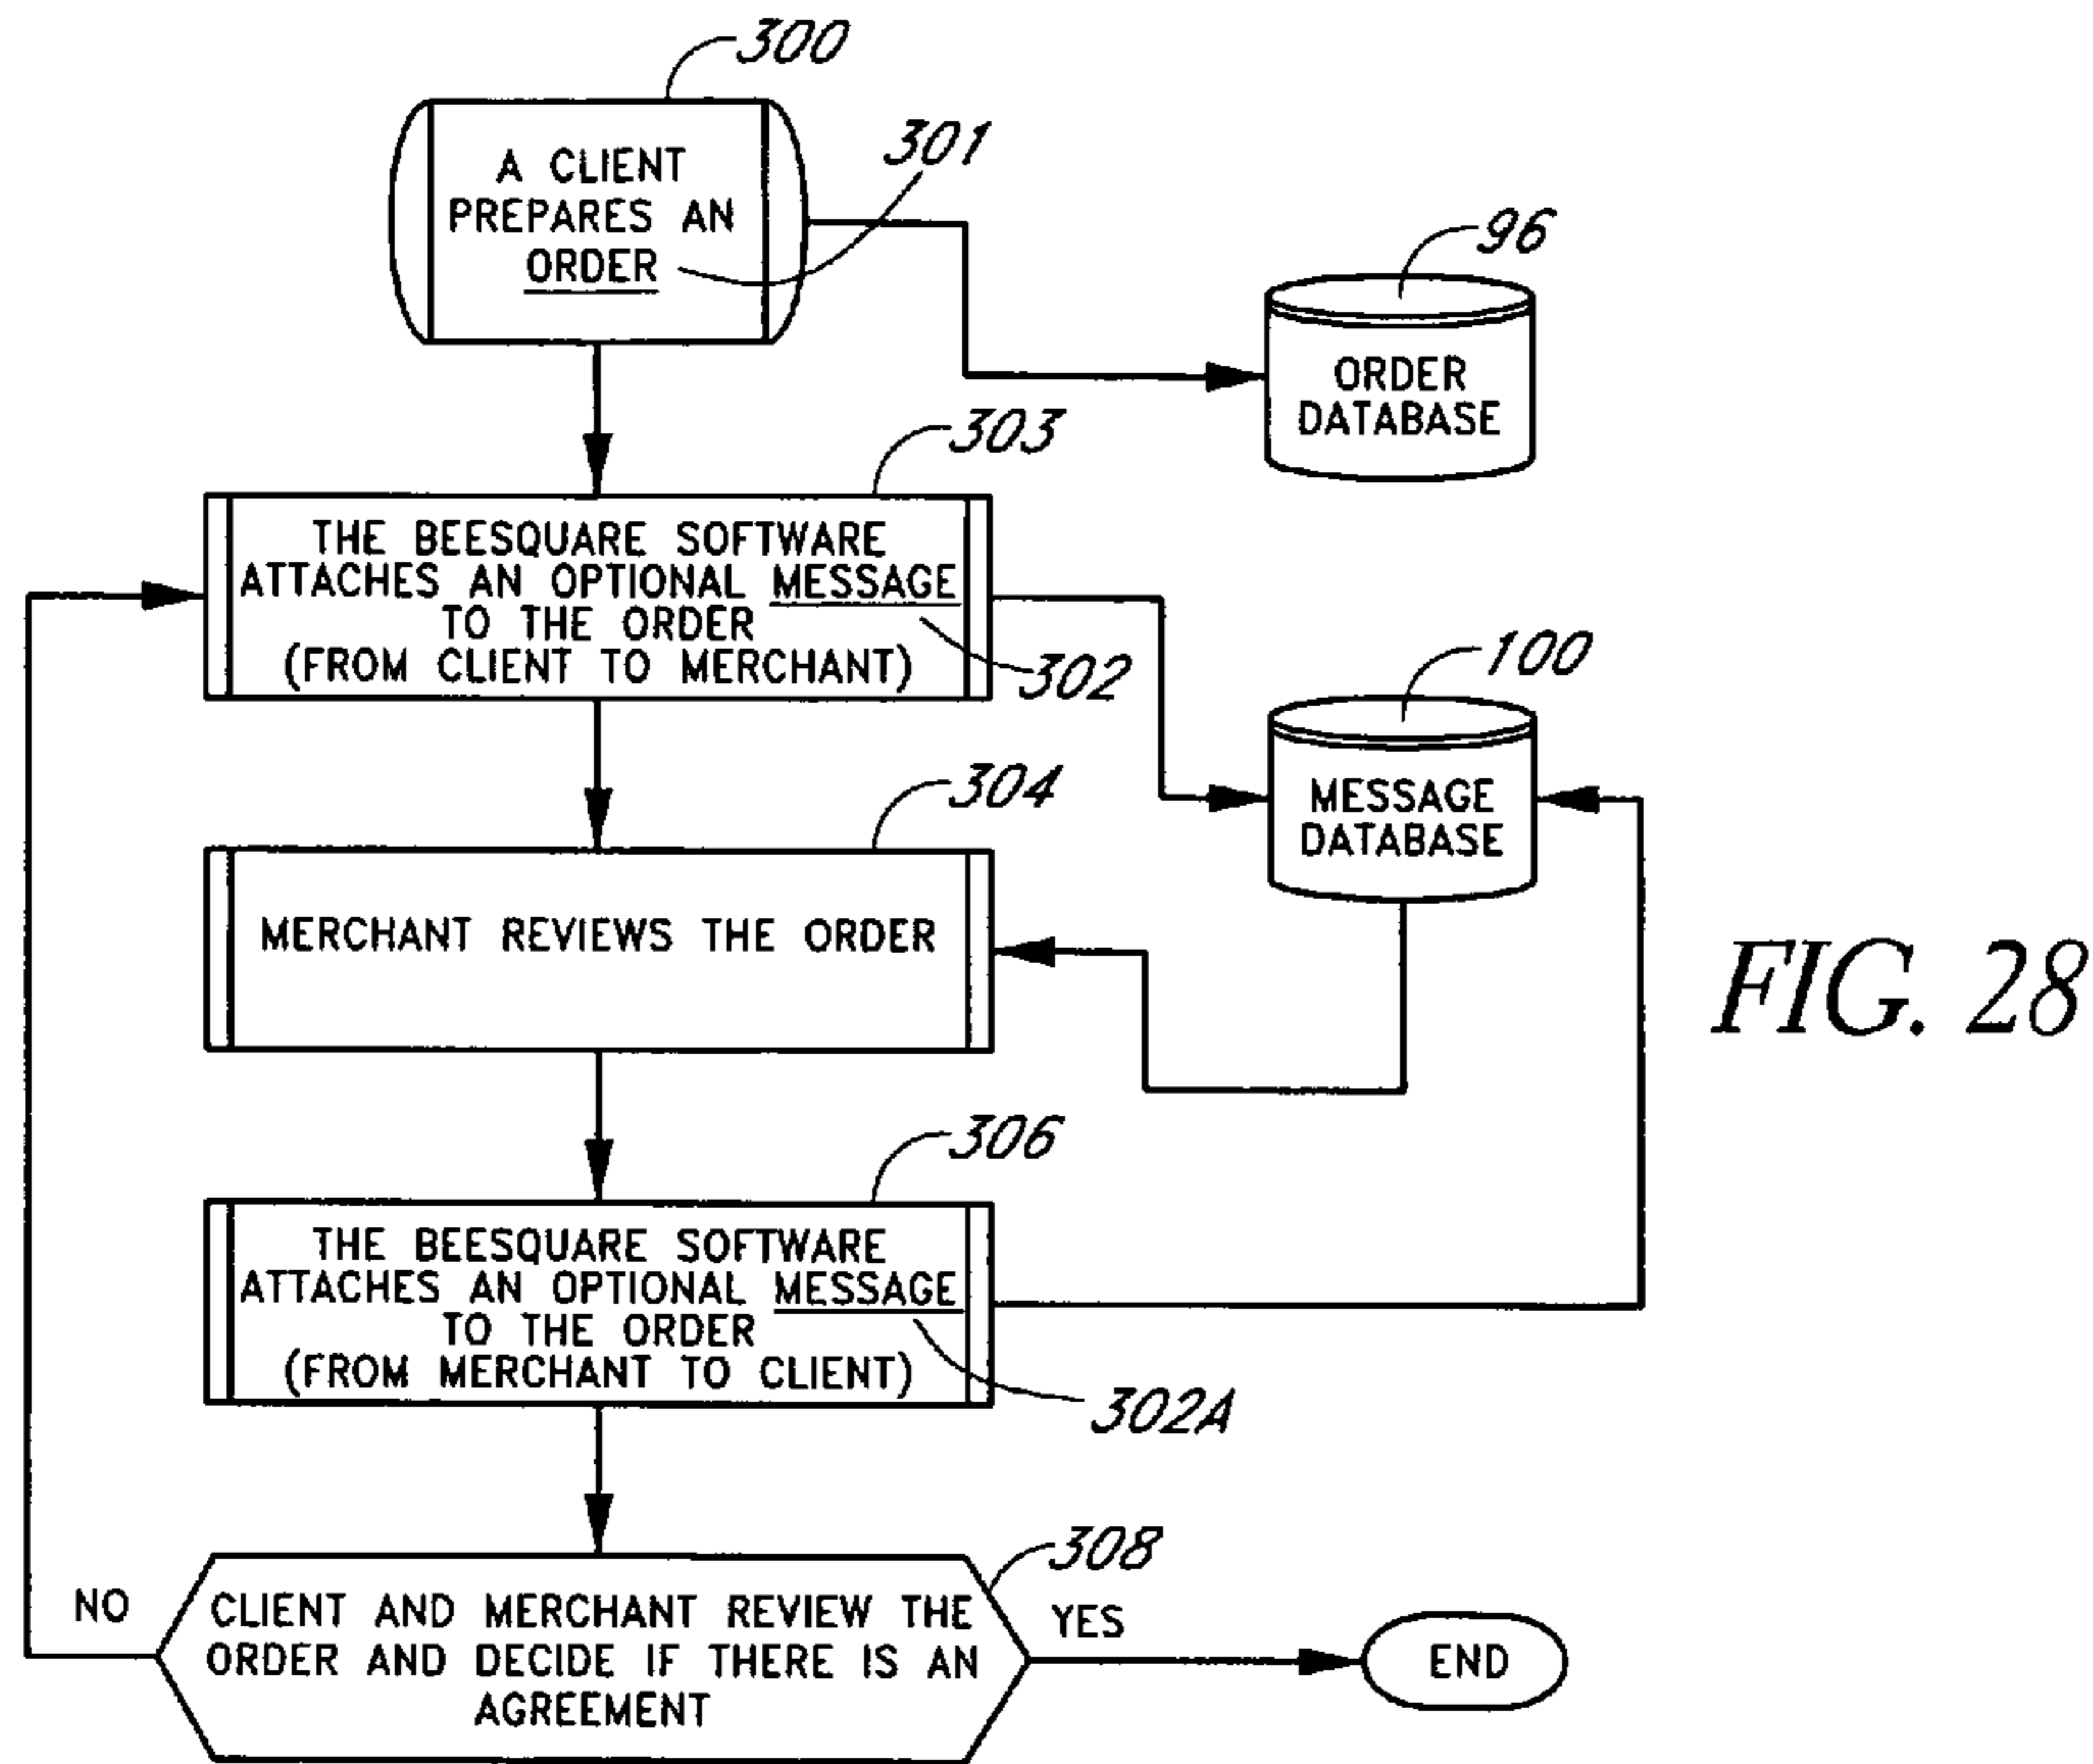 300
A CLIENT
PREPARES AN
ORDER
301
96
ORDER
DATABASE
303
THE BEESQUARE SOFTWARE
ATTACHES AN OPTIONAL MESSAGE
TO THE ORDER
(FROM CLIENT TO MERCHANT)
302
100
MESSAGE
DATABASE
304
MERCHANT REVIEWS THE ORDER
FIG. 28
306
THE BEESQUARE SOFTWARE
ATTACHES AN OPTIONAL MESSAGE
TO THE ORDER
(FROM MERCHANT TO CLIENT)
302A
308
NO
CLIENT AND MERCHANT REVIEW THE
ORDER AND DECIDE IF THERE IS AN
AGREEMENT
YES
END